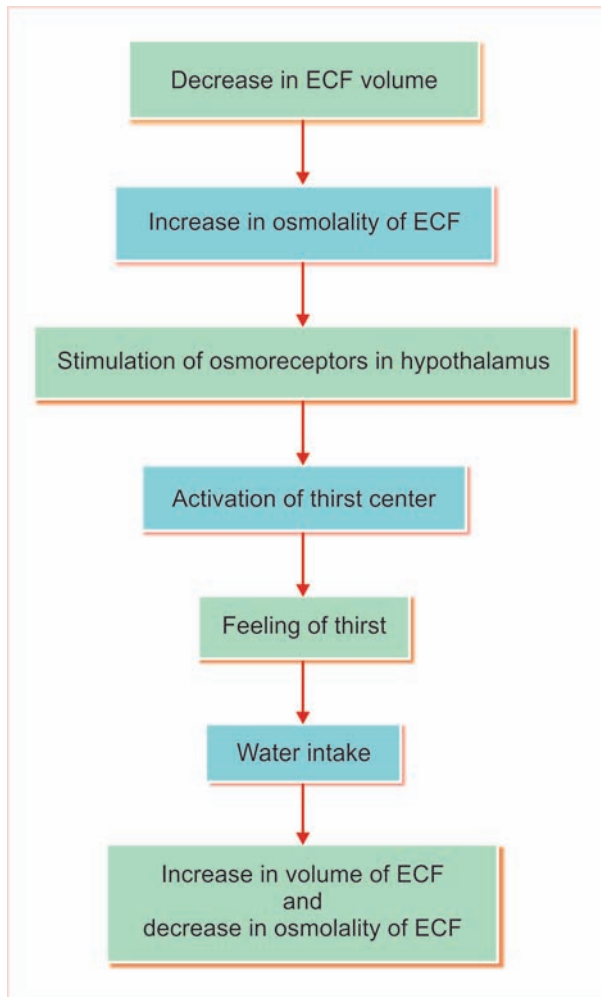 Decrease in ECF volume
Increase in osmolality of ECF
Stimulation of osmoreceptors in hypothalamus
Activation of thirst center
Feeling of thirst
Water intake
Increase in volume of ECF
and
decrease in osmolality of ECF